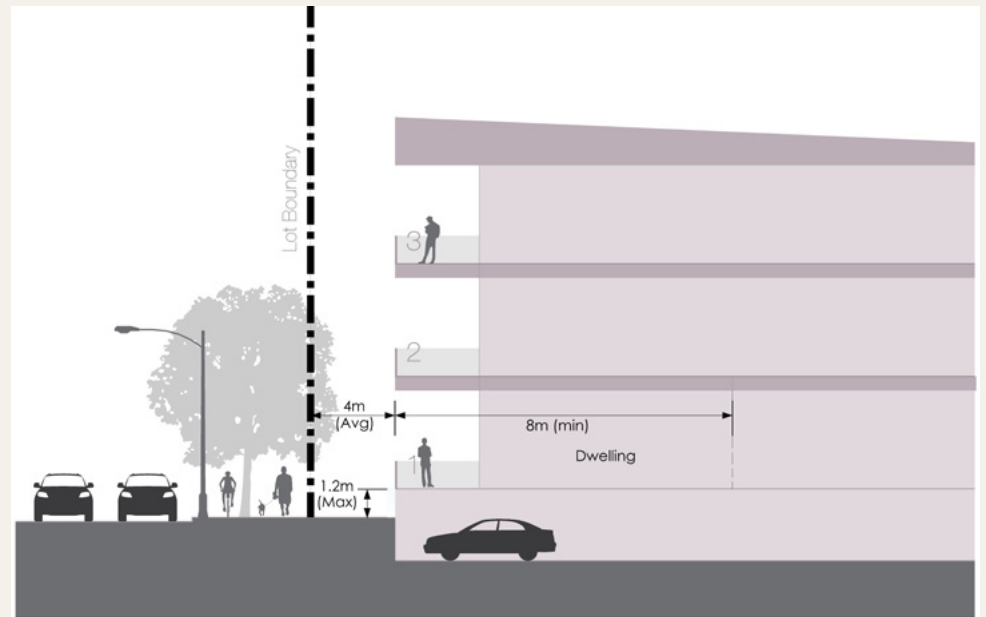 Lot Boundary
3
2
4m
(Avg)
8m (min)
Dwelling
1
1.2m
(Max)